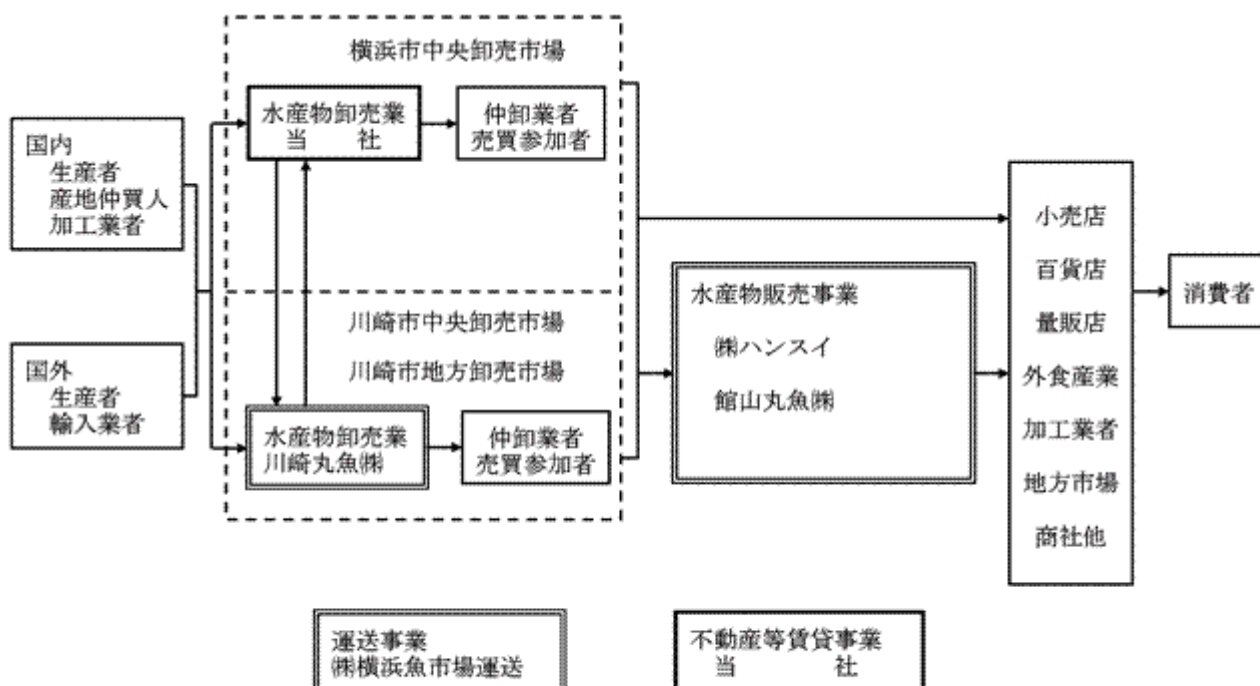 横浜市中央卸売市場
水産物卸売業
当　　社
仲卸業者
売買参加者
国内
生産者
産地仲買人
加工業者
国外
生産者
輸入業者
川崎市中央卸売市場
川崎市地方卸売市場
水産物卸売業
川崎丸魚㈱
仲卸業者
売買参加者
水産物販売事業
㈱ハンスイ
館山丸魚㈱
小売店
百貨店
量販店
外食産業
加工業者
地方市場
商社他
消費者
運送事業
㈱横浜魚市場運送
不動産等賃貸事業
当　　社